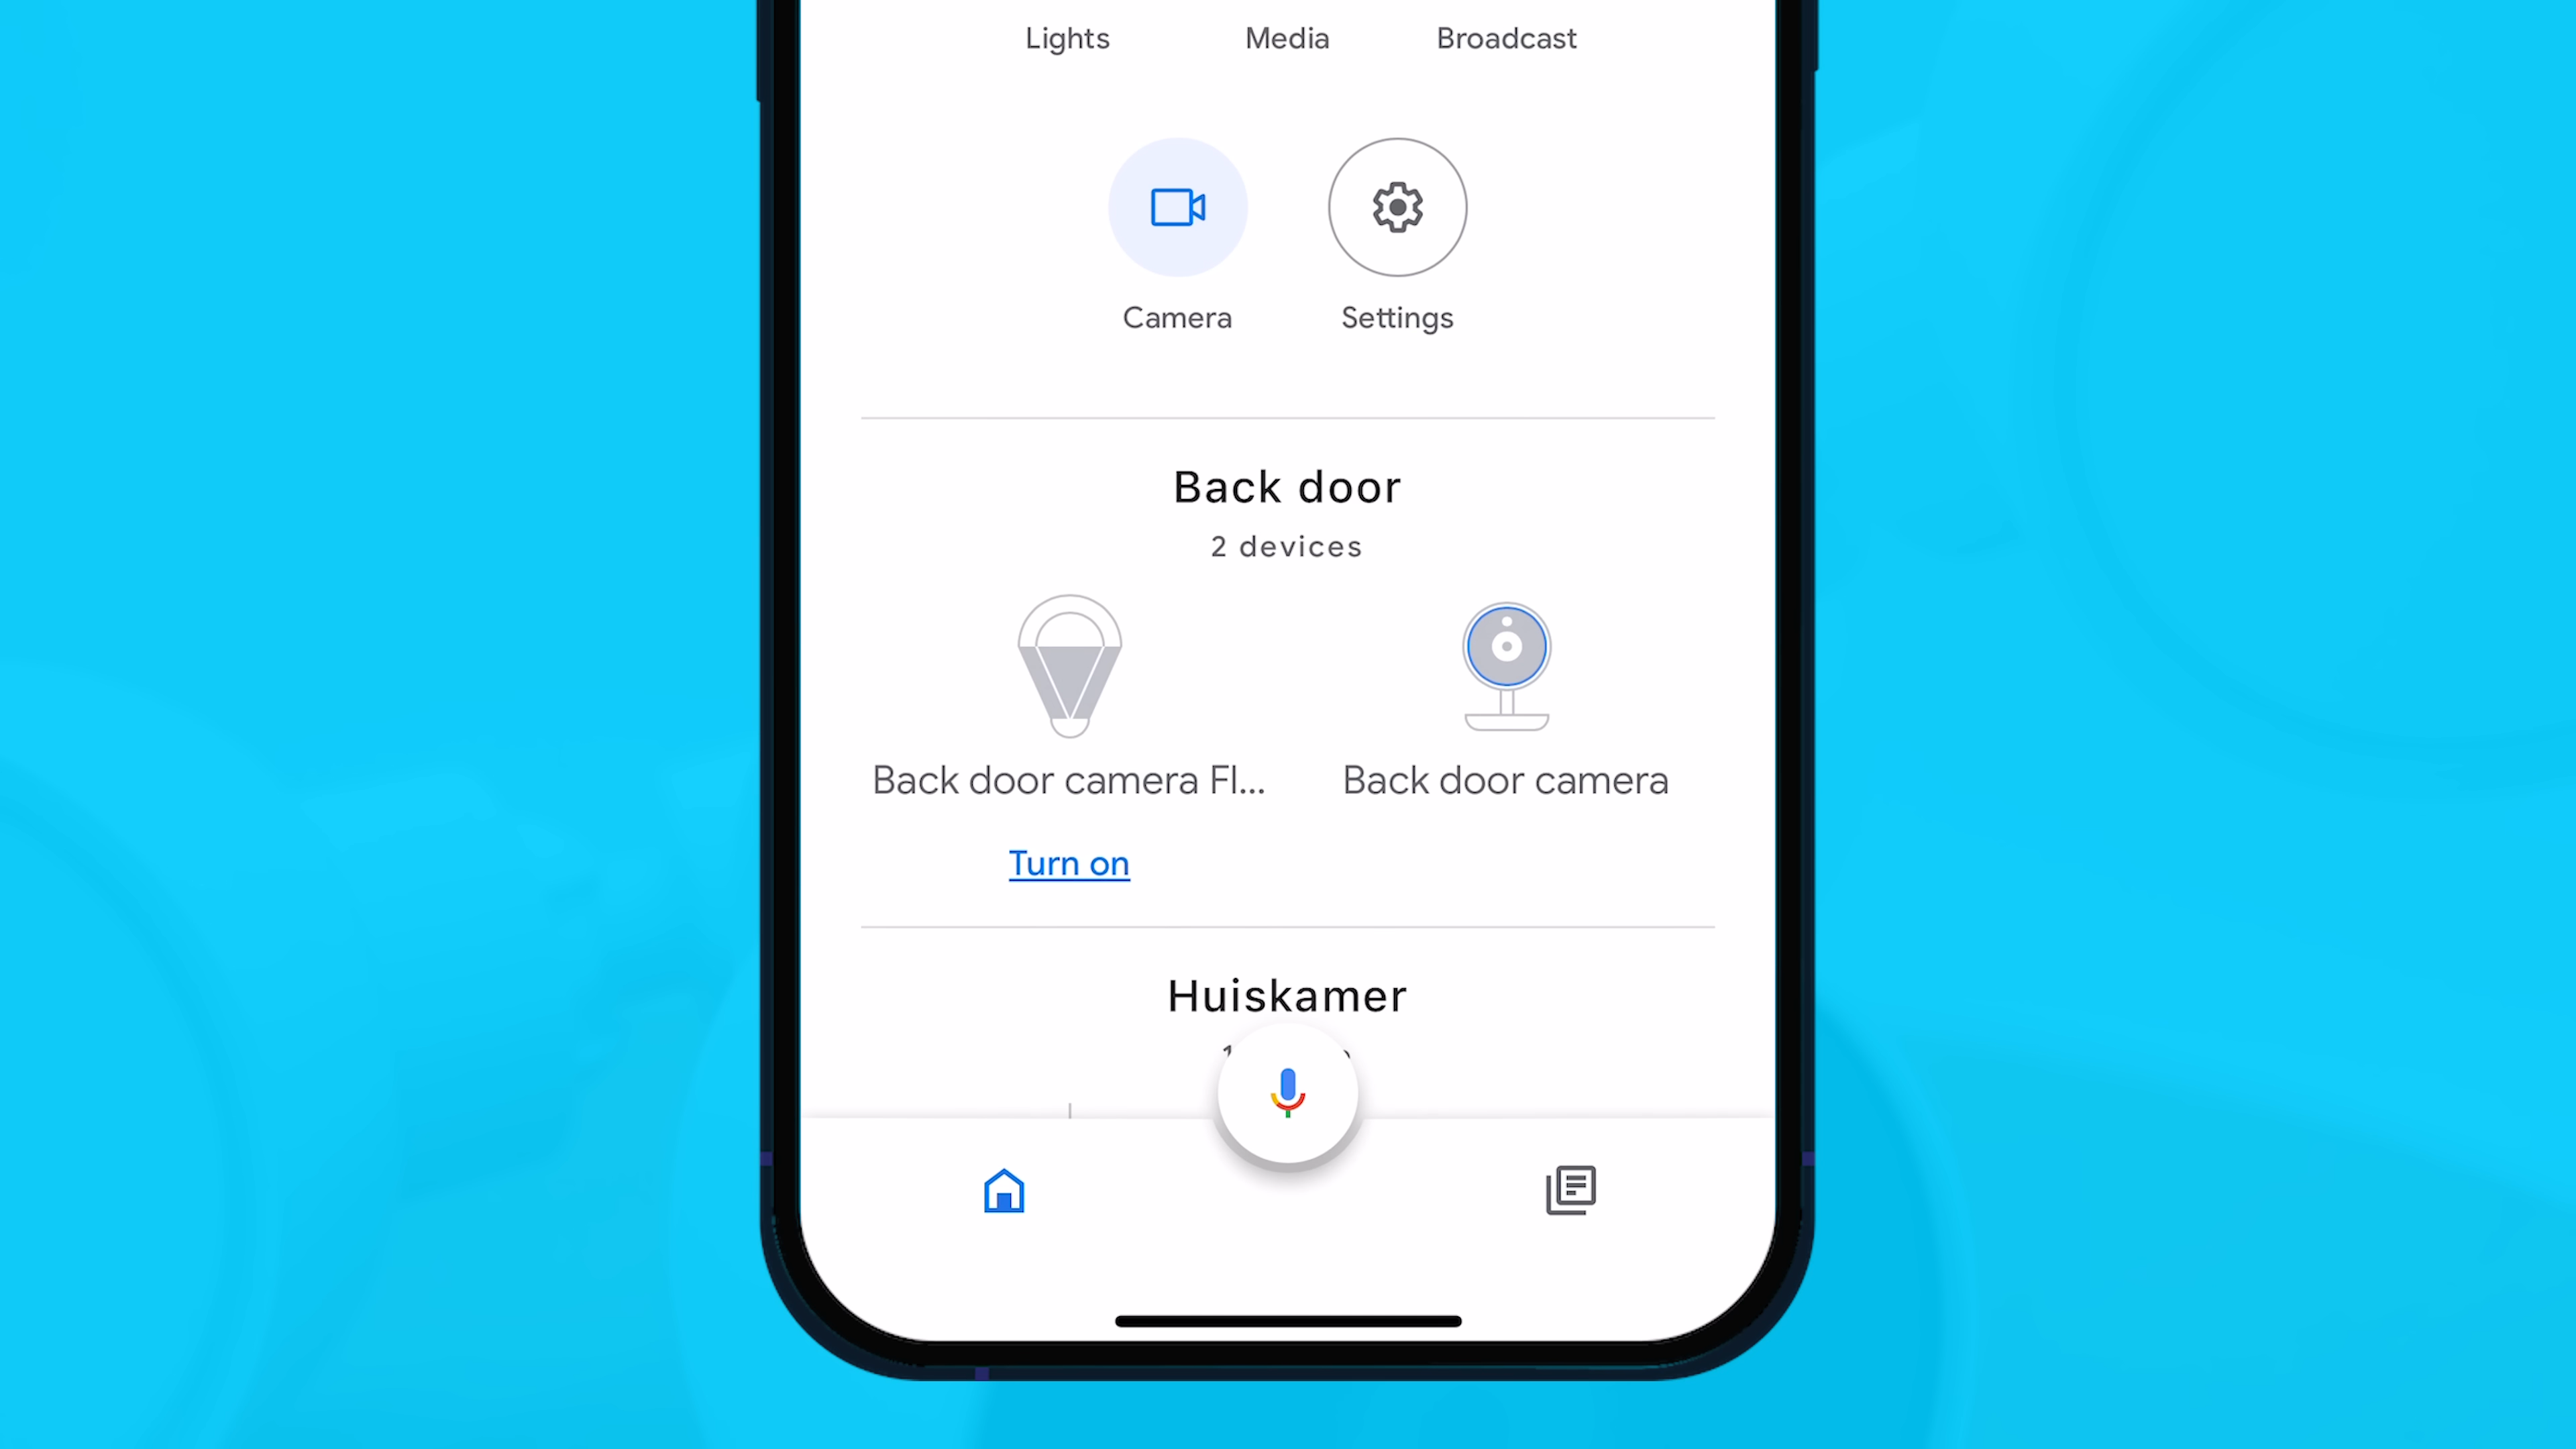 Lights Media Broadcast
Camera Settings
Back door
2 devices
Back door camera Fl... Back door camera
Turn on
Huiskamer